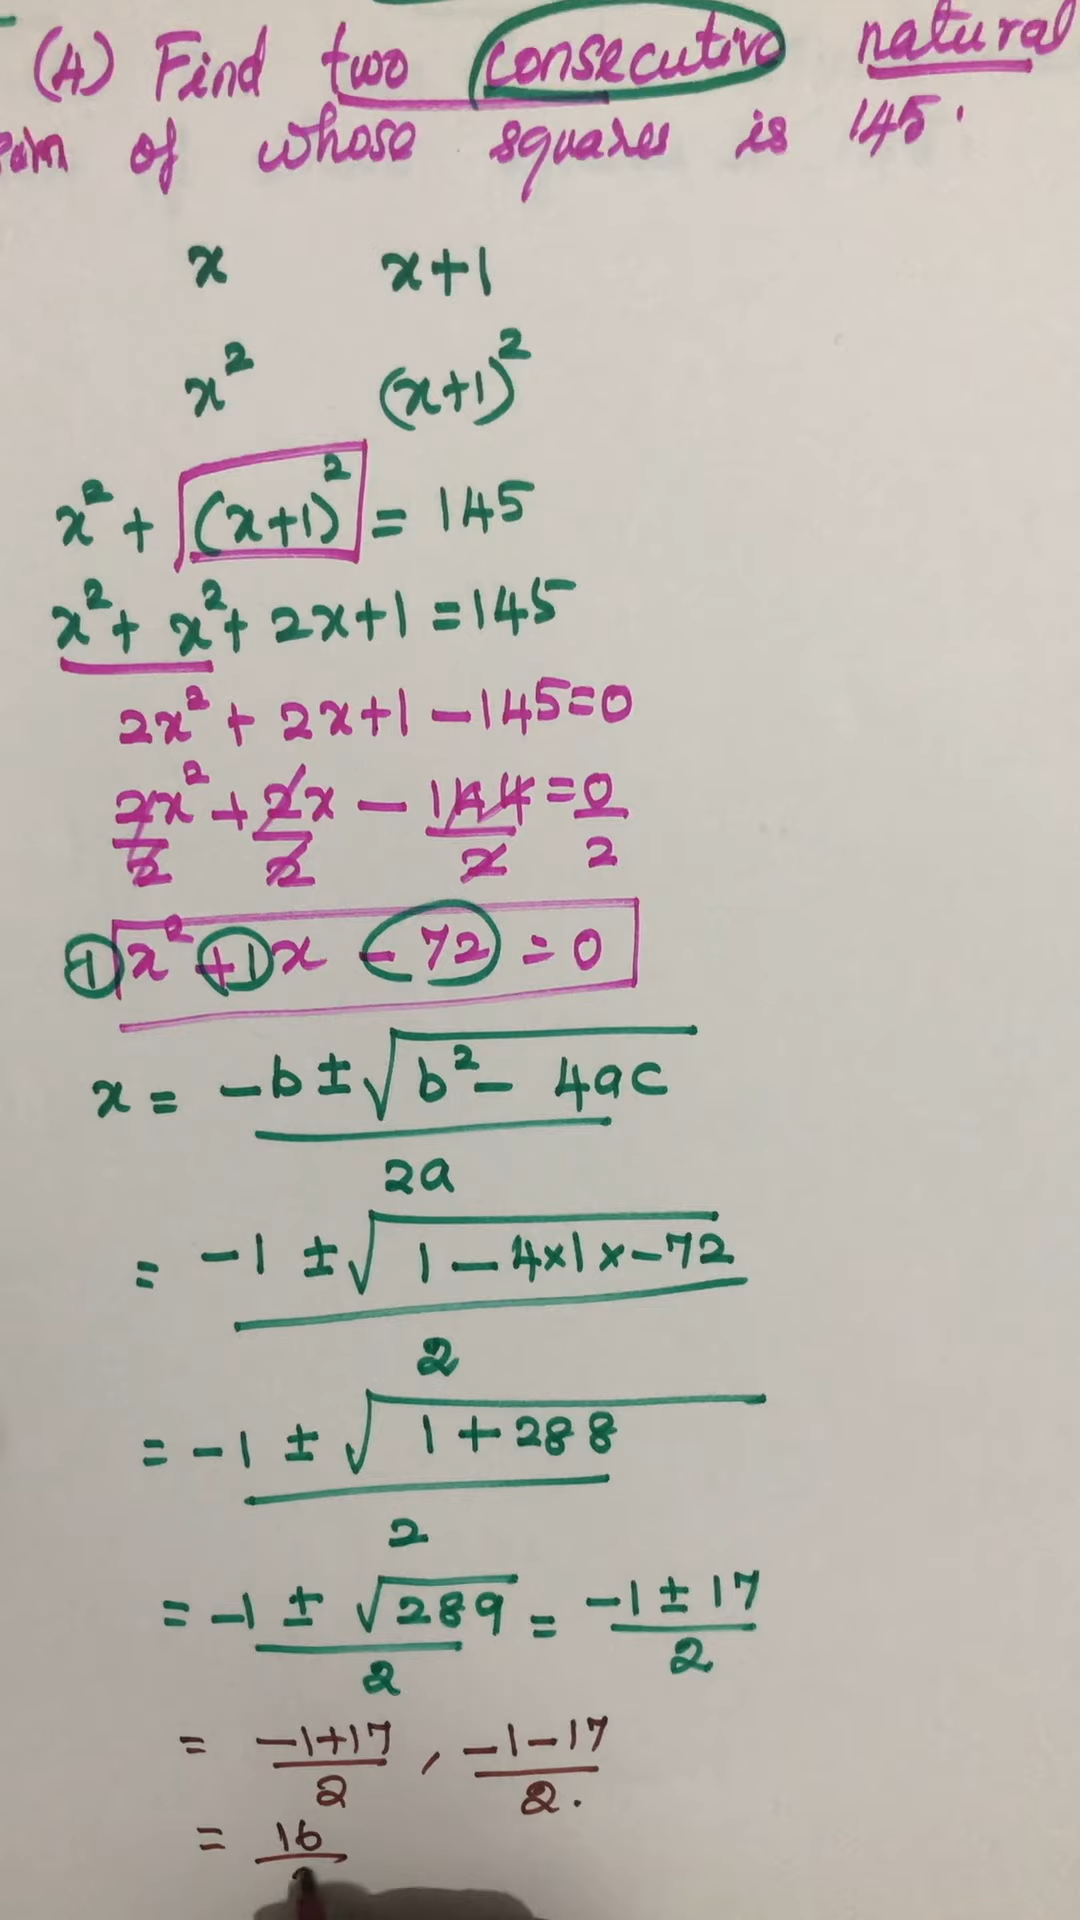 (4) Find two consecutive natural
sum of whose squares is 145.
x x+1
x² (x+1)²
x² + (x+1)² = 145
x² + x² + 2x+1 = 145
2x² + 2x+1 - 145=0
2x²/2 + 2x/2 - 144/2 = 0/2
1 x² +1x - 72 = 0
x = (-b ± √(b² - 4ac))/2a
= (-1 ± √(1 - 4×1×-72))/2
= (-1 ± √(1+288))/2
= (-1 ± √289)/2 = (-1 ± 17)/2
= (-1+17)/2 , (-1-17)/2.
= 16